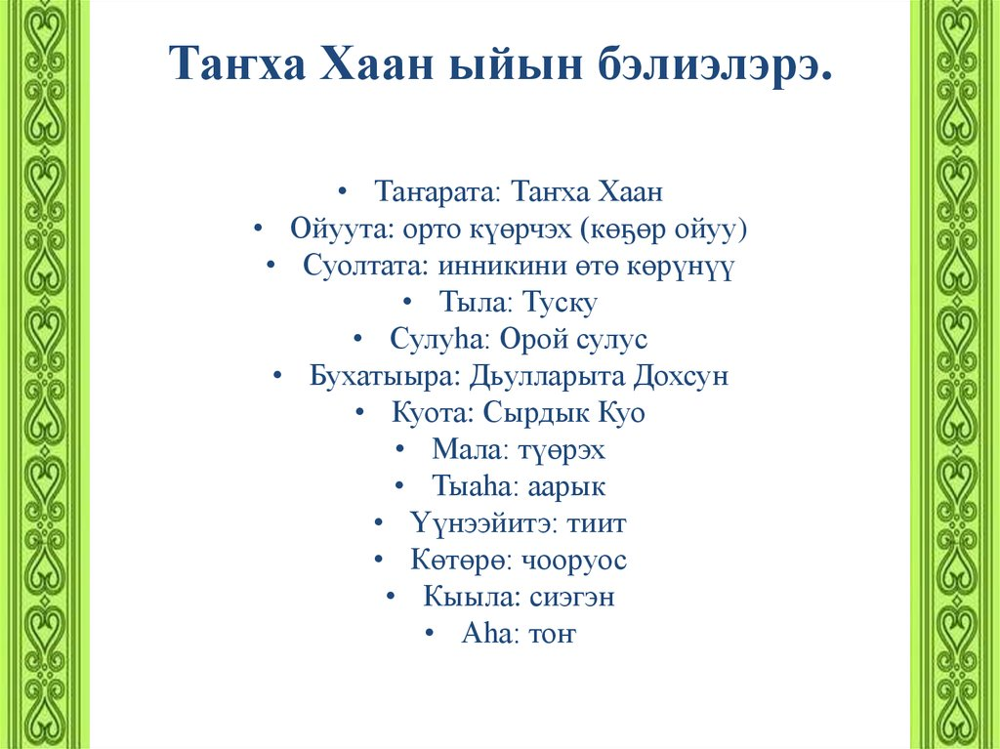 Таҥха Хаан ыйын бэлиэлэрэ.
• Таҥарата: Таҥха Хаан
• Ойуута: орто күөрчэх (көҕөр ойуу)
• Суолтата: инникини өтө көрүнүү
• Тыла: Туску
• Сулуһа: Орой сулус
• Бухатыыра: Дьулларыта Дохсун
• Куота: Сырдык Куо
• Мала: түөрэх
• Тыаһа: аарык
• Үүнээйитэ: тиит
• Көтөрө: чооруос
• Кыыла: сиэгэн
• Аһа: тоҥ